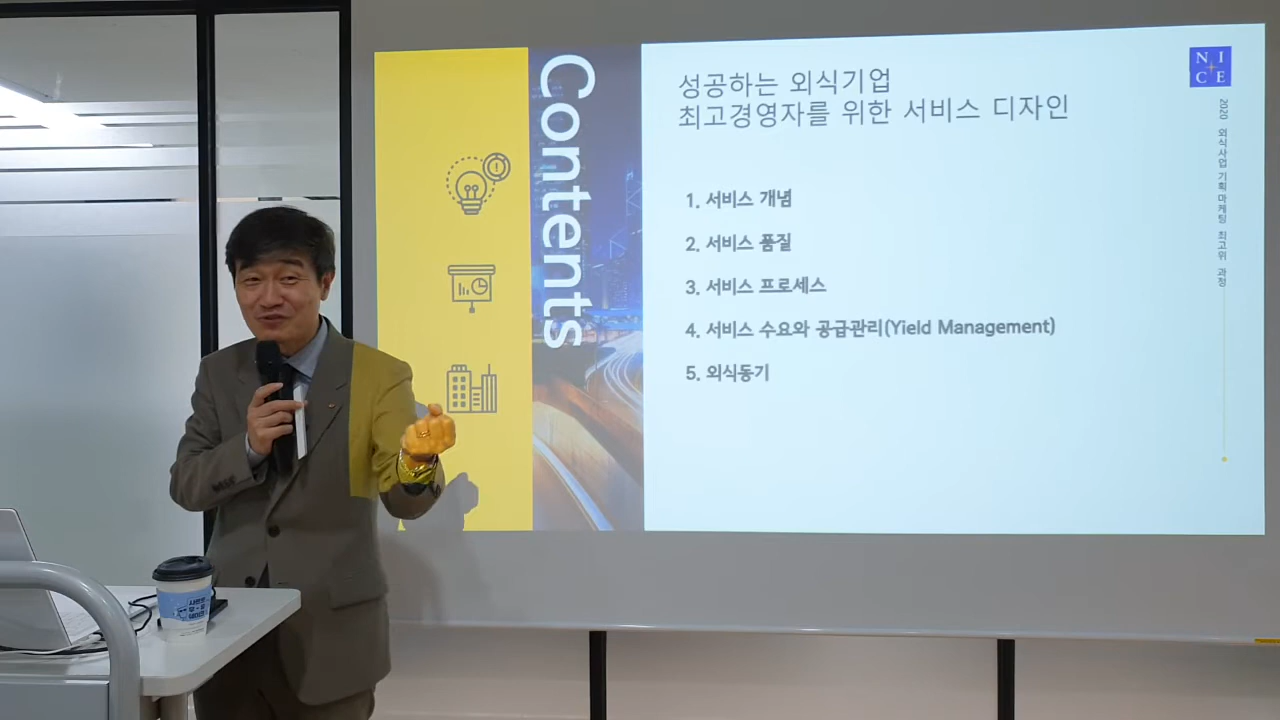 Contents
성공하는 외식기업
최고경영자를 위한 서비스 디자인
1. 서비스 개념
2. 서비스 품질
3. 서비스 프로세스
4. 서비스 수요와 공급관리(Yield Management)
5. 외식동기
NI
CE
2020 외식사업 기획마케팅 최고위 과정